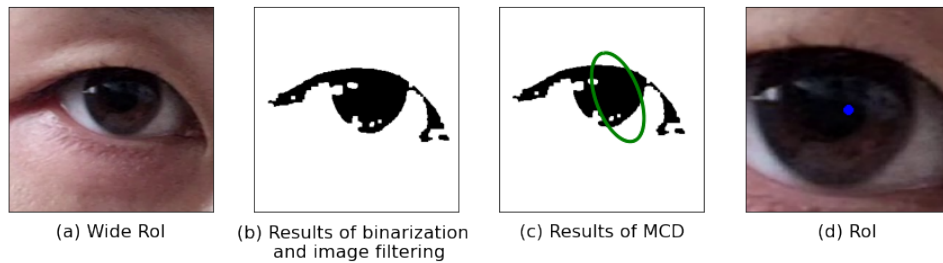 (a) Wide RoI
(b) Results of binarization
and image filtering
(c) Results of MCD
(d) RoI